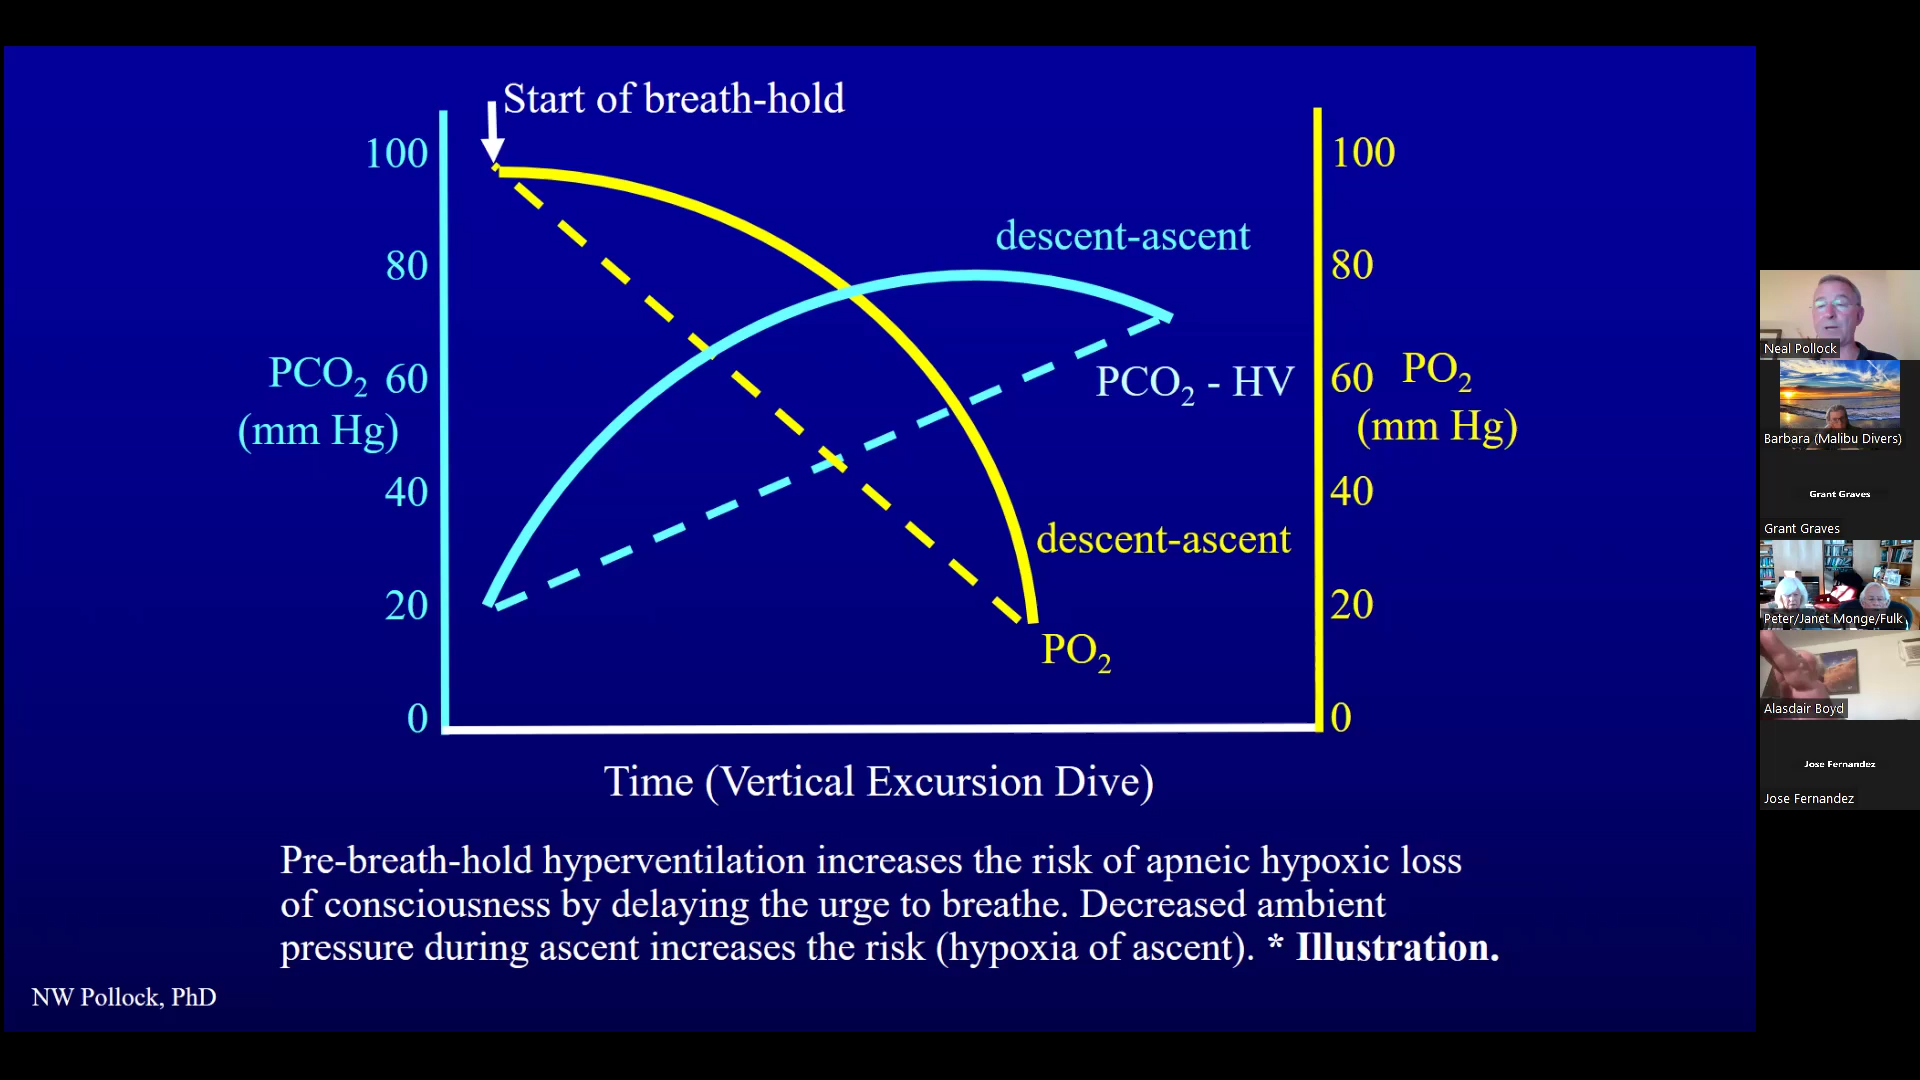 Start of breath-hold
100
80
PCO2 60
(mm Hg)
40
20
0
descent-ascent
PCO2 - HV
descent-ascent
PO2
100
80
60 PO2
(mm Hg)
40
20
0
Time (Vertical Excursion Dive)
Pre-breath-hold hyperventilation increases the risk of apneic hypoxic loss
of consciousness by delaying the urge to breathe. Decreased ambient
pressure during ascent increases the risk (hypoxia of ascent). * Illustration.
NW Pollock, PhD
Neal Pollock
Barbara (Malibu Divers)
Grant Graves
Grant Graves
Peter/Janet Monge/Fulk
Alasdair Boyd
Jose Fernandez
Jose Fernandez